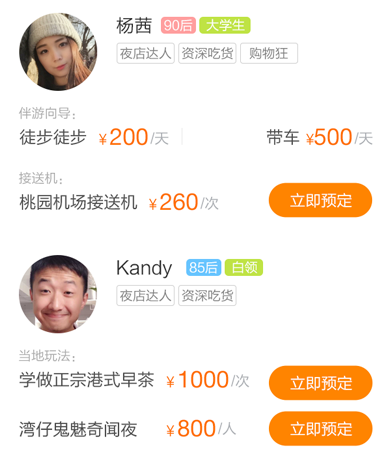 杨茜 90后 大学生
夜店达人 资深吃货 购物狂
伴游向导：
徒步徒步 ¥200/天 带车 ¥500/天
接送机：
桃园机场接送机 ¥260/次 立即预定
Kandy 85后 白领
夜店达人 资深吃货
当地玩法：
学做正宗港式早茶 ¥1000/次 立即预定
湾仔鬼魅奇闻夜 ¥800/人 立即预定